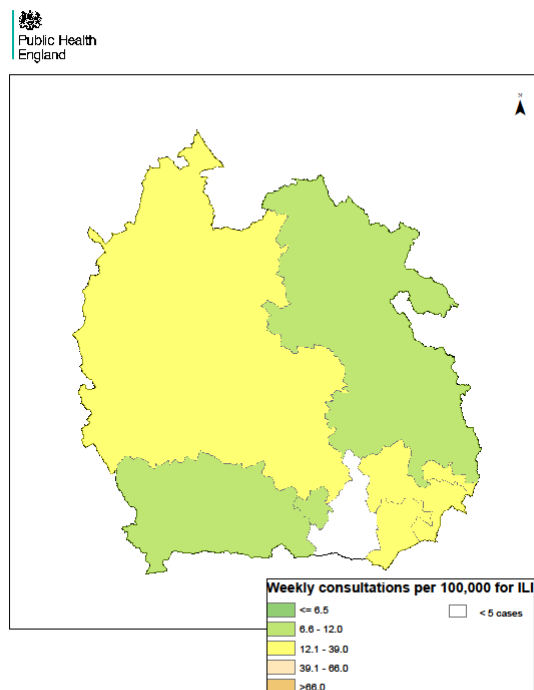 Public Health
England
N
Weekly consultations per 100,000 for ILI
<= 6.5
< 5 cases
6.6 - 12.0
12.1 - 39.0
39.1 - 66.0
>66.0